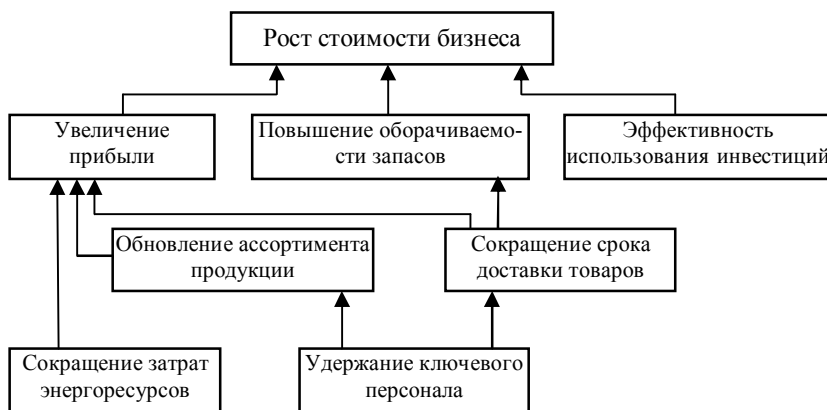 Рост стоимости бизнеса
Увеличение
прибыли
Повышение оборачиваемо-
сти запасов
Эффективность
использования инвестиций
Обновление ассортимента
продукции
Сокращение срока
доставки товаров
Сокращение затрат
энергоресурсов
Удержание ключевого
персонала